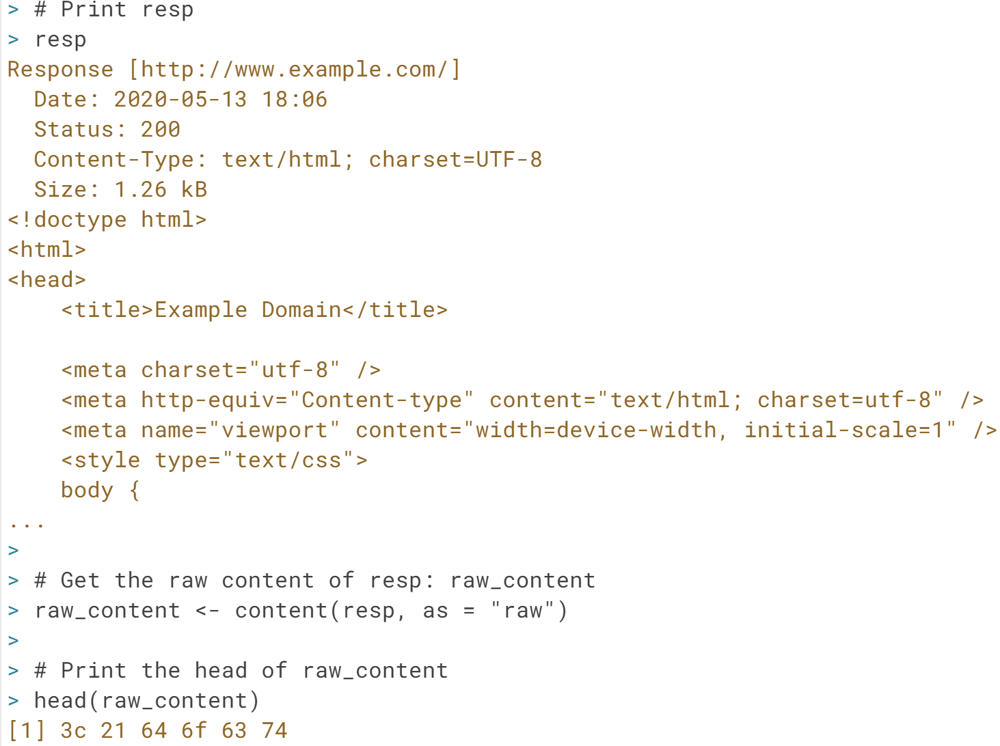 > # Print resp
> resp
Response [http://www.example.com/]
  Date: 2020-05-13 18:06
  Status: 200
  Content-Type: text/html; charset=UTF-8
  Size: 1.26 kB
<!doctype html>
<html>
<head>
    <title>Example Domain</title>

    <meta charset="utf-8" />
    <meta http-equiv="Content-type" content="text/html; charset=utf-8" />
    <meta name="viewport" content="width=device-width, initial-scale=1" />
    <style type="text/css">
    body {
...
>
> # Get the raw content of resp: raw_content
> raw_content <- content(resp, as = "raw")
>
> # Print the head of raw_content
> head(raw_content)
[1] 3c 21 64 6f 63 74